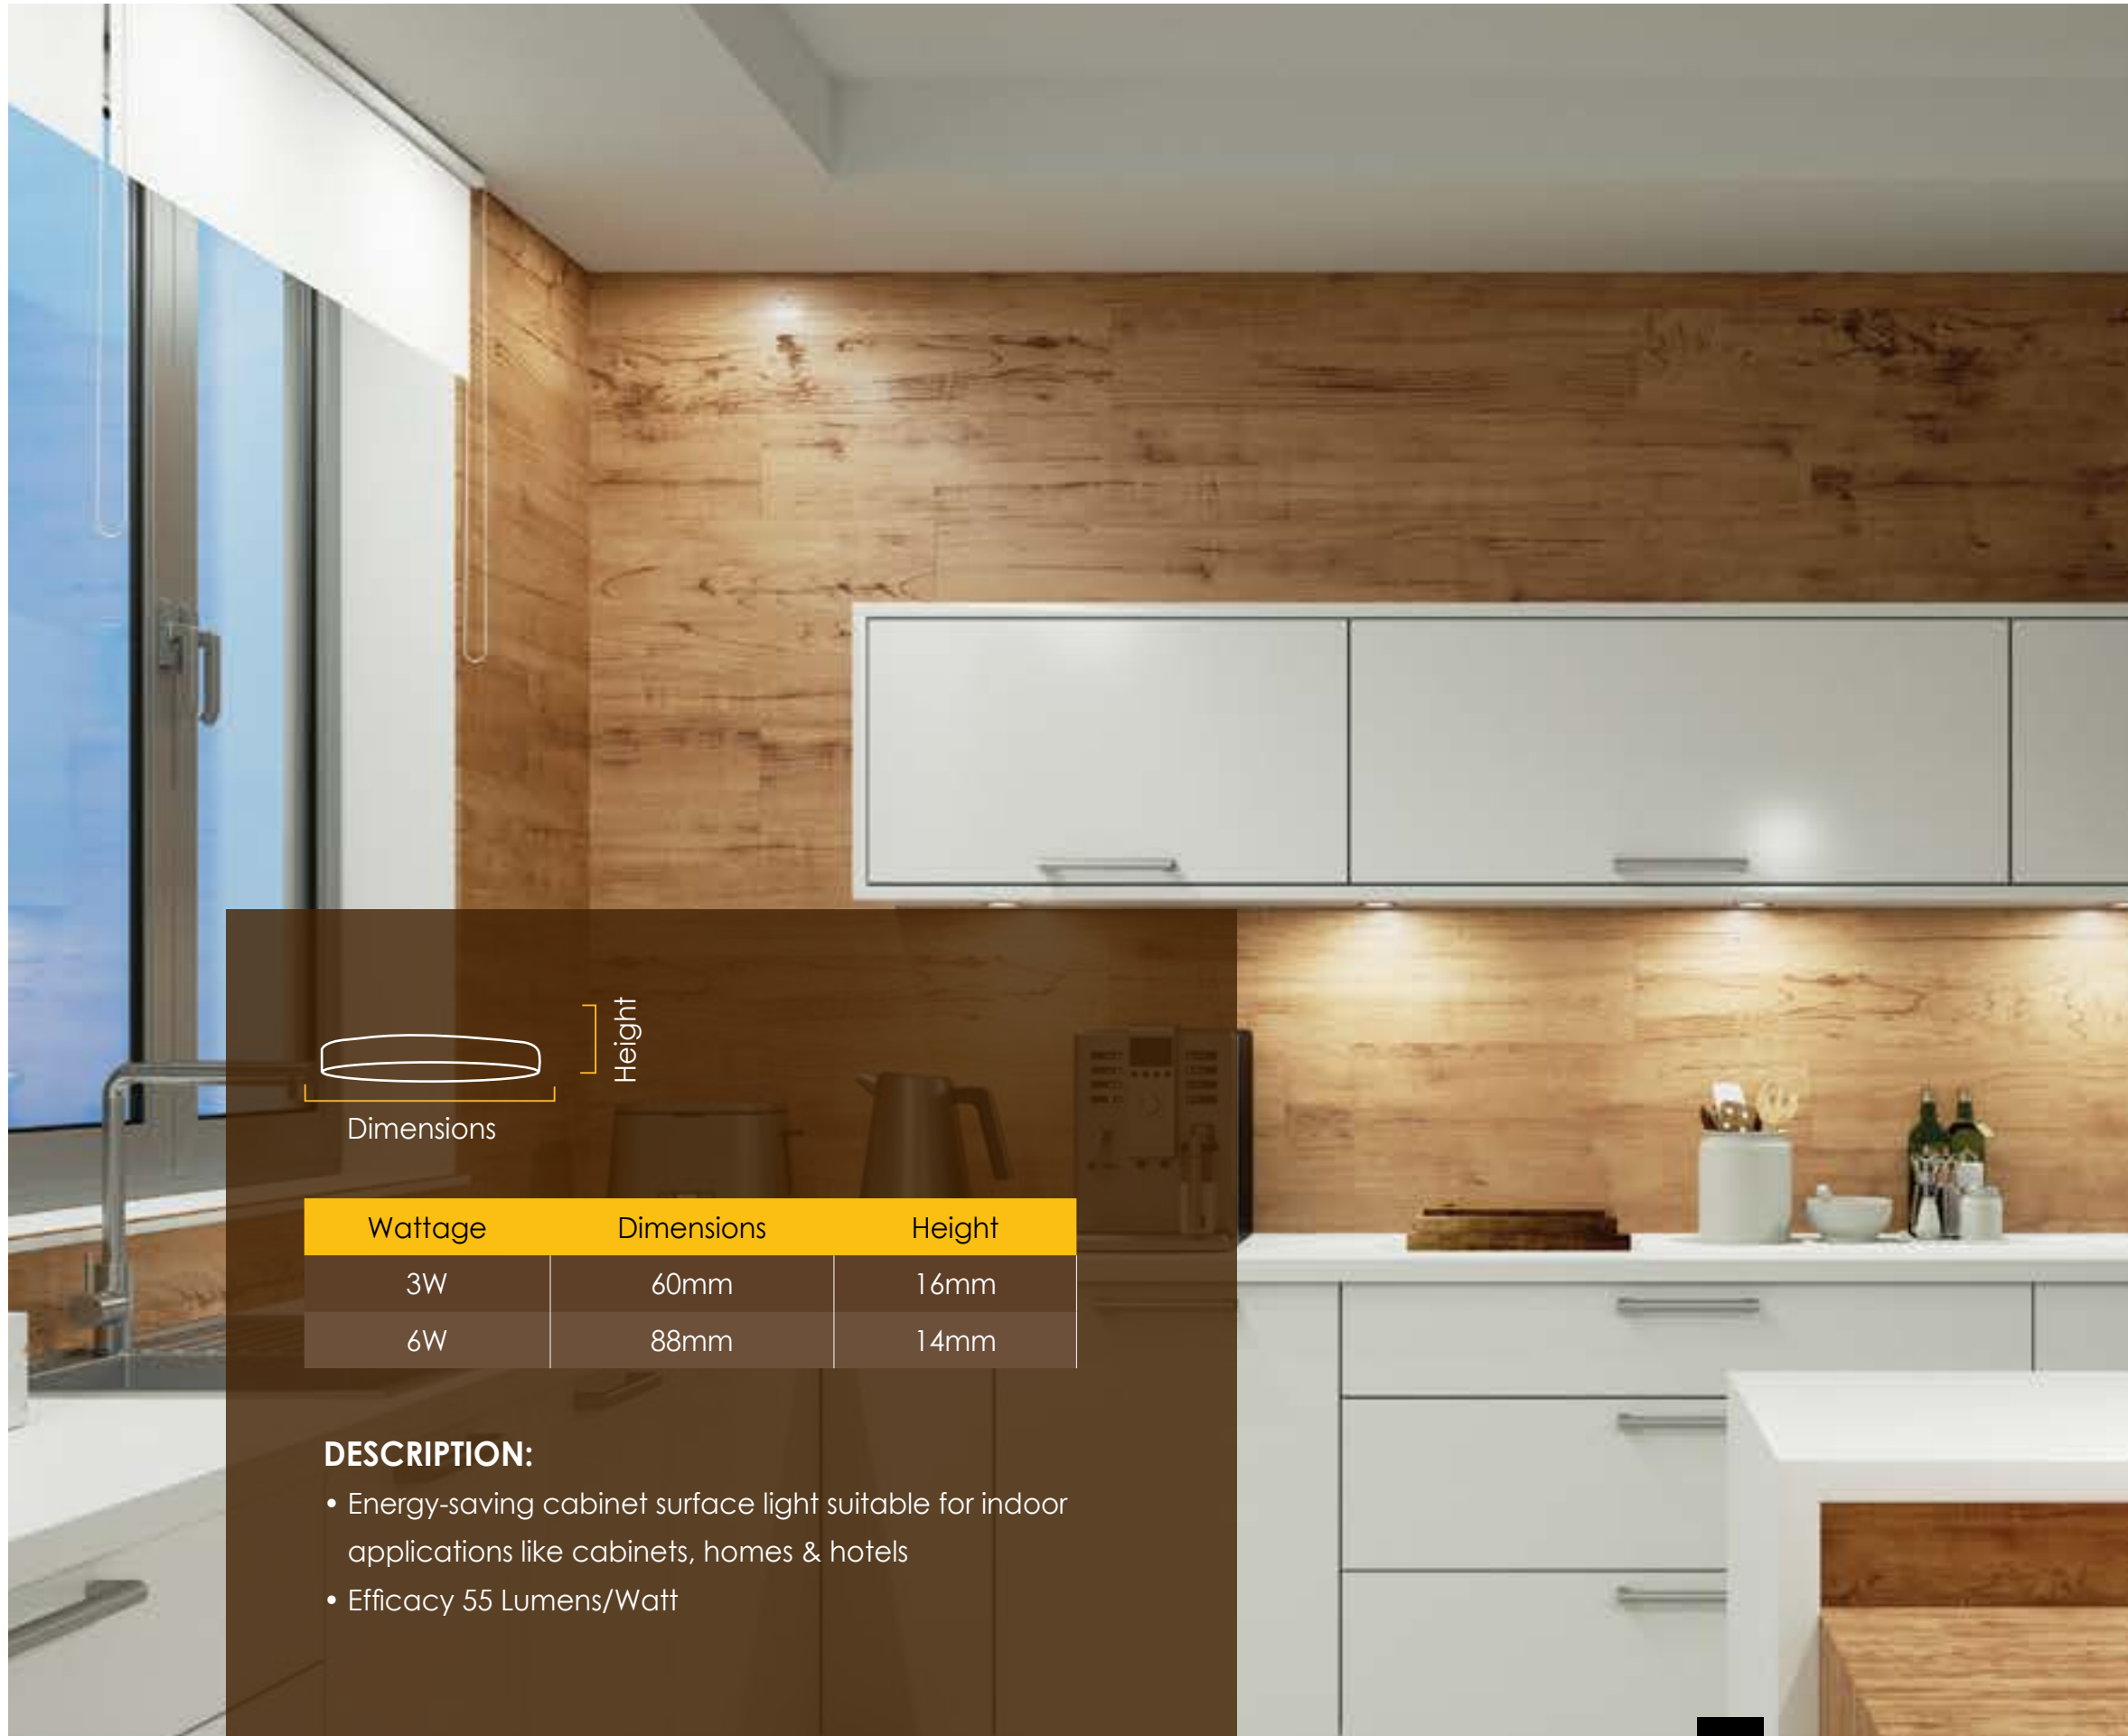 Height
Dimensions
Wattage Dimensions Height
3W 60mm 16mm
6W 88mm 14mm
DESCRIPTION:
• Energy-saving cabinet surface light suitable for indoor
applications like cabinets, homes & hotels
• Efficacy 55 Lumens/Watt